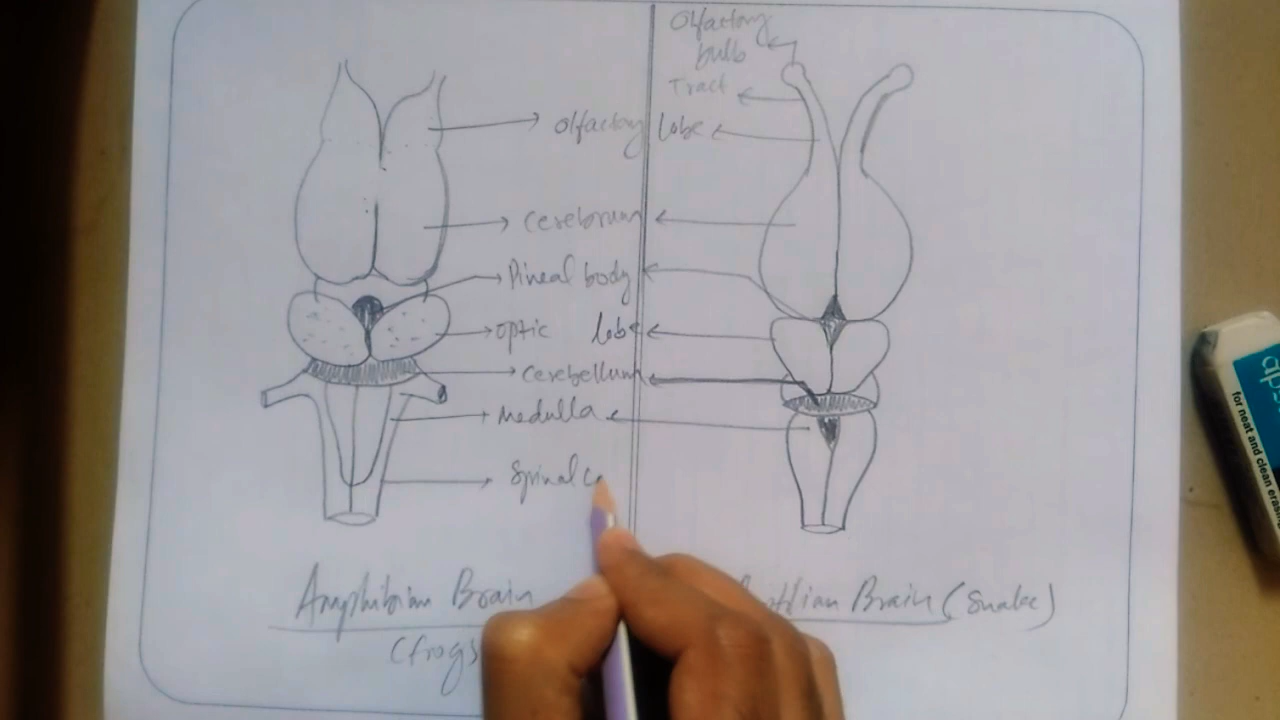 Olfactory
bulb
Tract
Olfactory lobe
Cerebrum
Pineal body
Optic lobe
Cerebellum
Medulla
Spinal co
Amphibian Brain
(frogs
Brain (Snake)
for neat and clean erasing